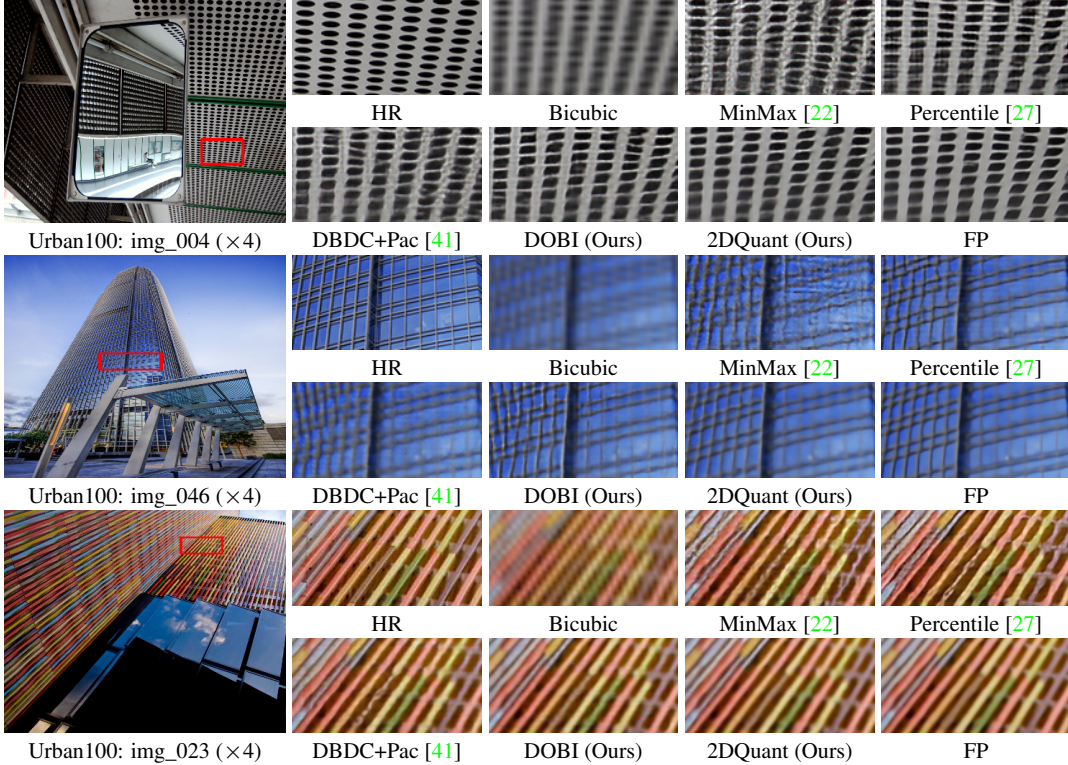 HR Bicubic MinMax [22] Percentile [27]
Urban100: img_004 (×4) DBDC+Pac [41] DOBI (Ours) 2DQuant (Ours) FP
HR Bicubic MinMax [22] Percentile [27]
Urban100: img_046 (×4) DBDC+Pac [41] DOBI (Ours) 2DQuant (Ours) FP
HR Bicubic MinMax [22] Percentile [27]
Urban100: img_023 (×4) DBDC+Pac [41] DOBI (Ours) 2DQuant (Ours) FP